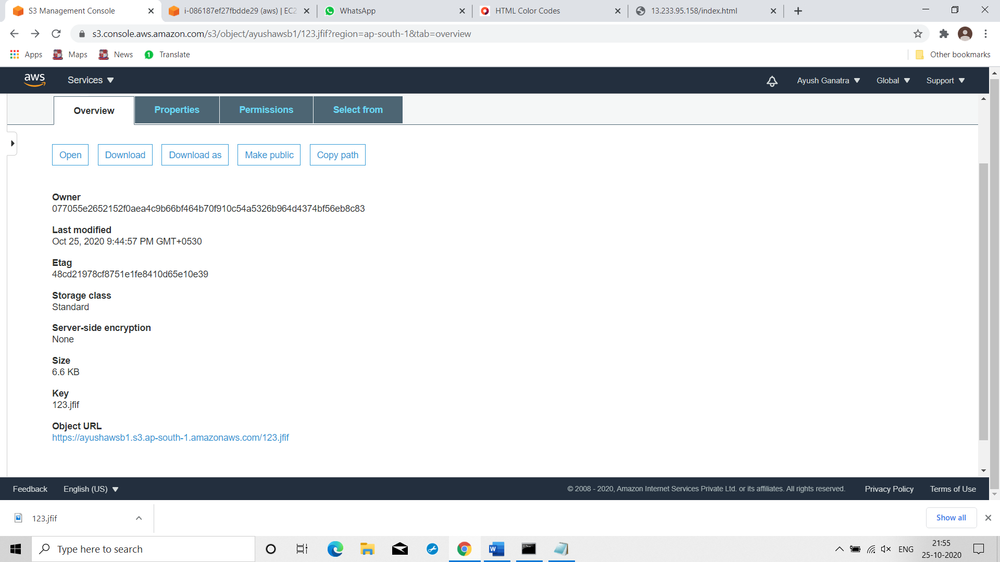 S3 Management Console
i-086187ef27fbdde29 (aws) | EC2
WhatsApp
HTML Color Codes
13.233.95.158/index.html
s3.console.aws.amazon.com/s3/object/ayushawsb1/123.jfif?region=ap-south-1&tab=overview
Apps
Maps
News
1
Translate
Other bookmarks
aws
Services
Ayush Ganatra
Global
Support
Overview
Properties
Permissions
Select from
Open
Download
Download as
Make public
Copy path
Owner
077055e2652152f0aea4c9b66bf464b70f910c54a5326b964d4374bf56eb8c83
Last modified
Oct 25, 2020 9:44:57 PM GMT+0530
Etag
48cd21978cf8751e1fe8410d65e10e39
Storage class
Standard
Server-side encryption
None
Size
6.6 KB
Key
123.jfif
Object URL
https://ayushawsb1.s3.ap-south-1.amazonaws.com/123.jfif
Feedback
English (US)
© 2008 - 2020, Amazon Internet Services Private Ltd. or its affiliates. All rights reserved.
Privacy Policy
Terms of Use
123.jfif
Show all
Type here to search
W
ENG
21:55
25-10-2020